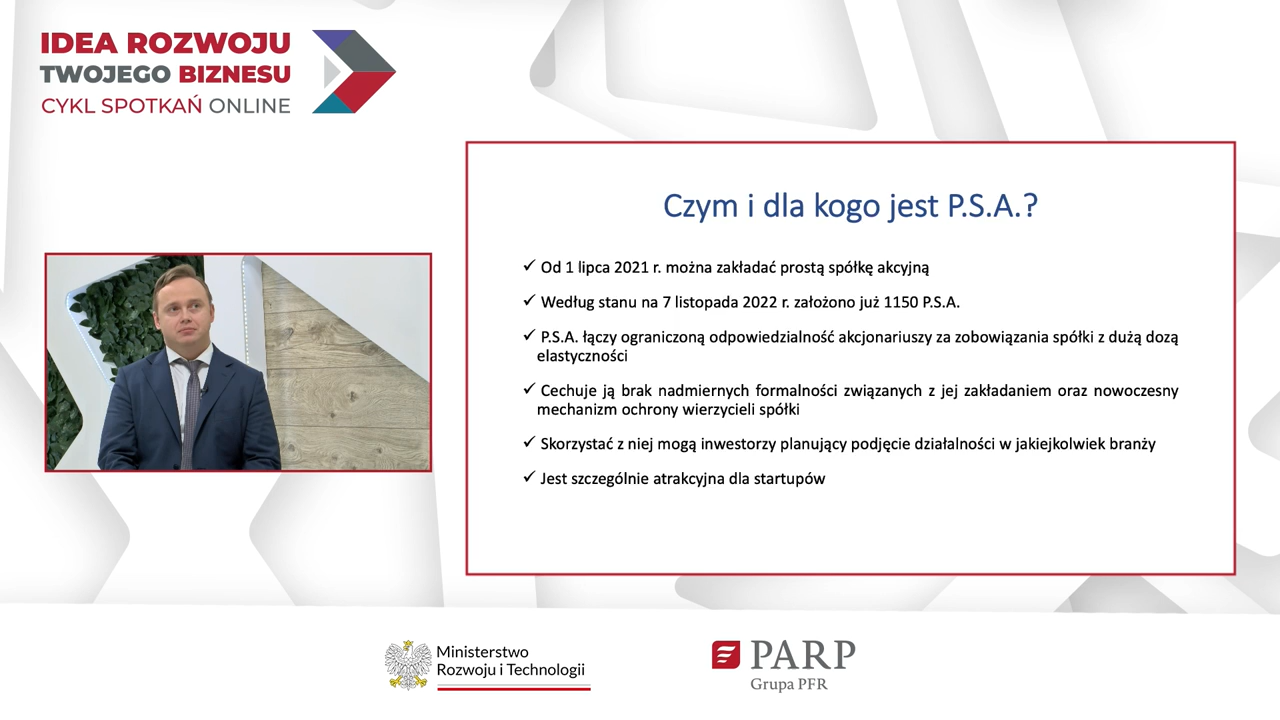 IDEA ROZWOJU
TWOJEGO BIZNESU
CYKL SPOTKAŃ ONLINE
Czym i dla kogo jest P.S.A.?
✓ Od 1 lipca 2021 r. można zakładać prostą spółkę akcyjną
✓ Według stanu na 7 listopada 2022 r. założono już 1150 P.S.A.
✓ P.S.A. łączy ograniczoną odpowiedzialność akcjonariuszy za zobowiązania spółki z dużą dozą
elastyczności
✓ Cechuje ją brak nadmiernych formalności związanych z jej zakładaniem oraz nowoczesny
mechanizm ochrony wierzycieli spółki
✓ Skorzystać z niej mogą inwestorzy planujący podjęcie działalności w jakiejkolwiek branży
✓ Jest szczególnie atrakcyjna dla startupów
Ministerstwo
Rozwoju i Technologii
PARP
Grupa PFR